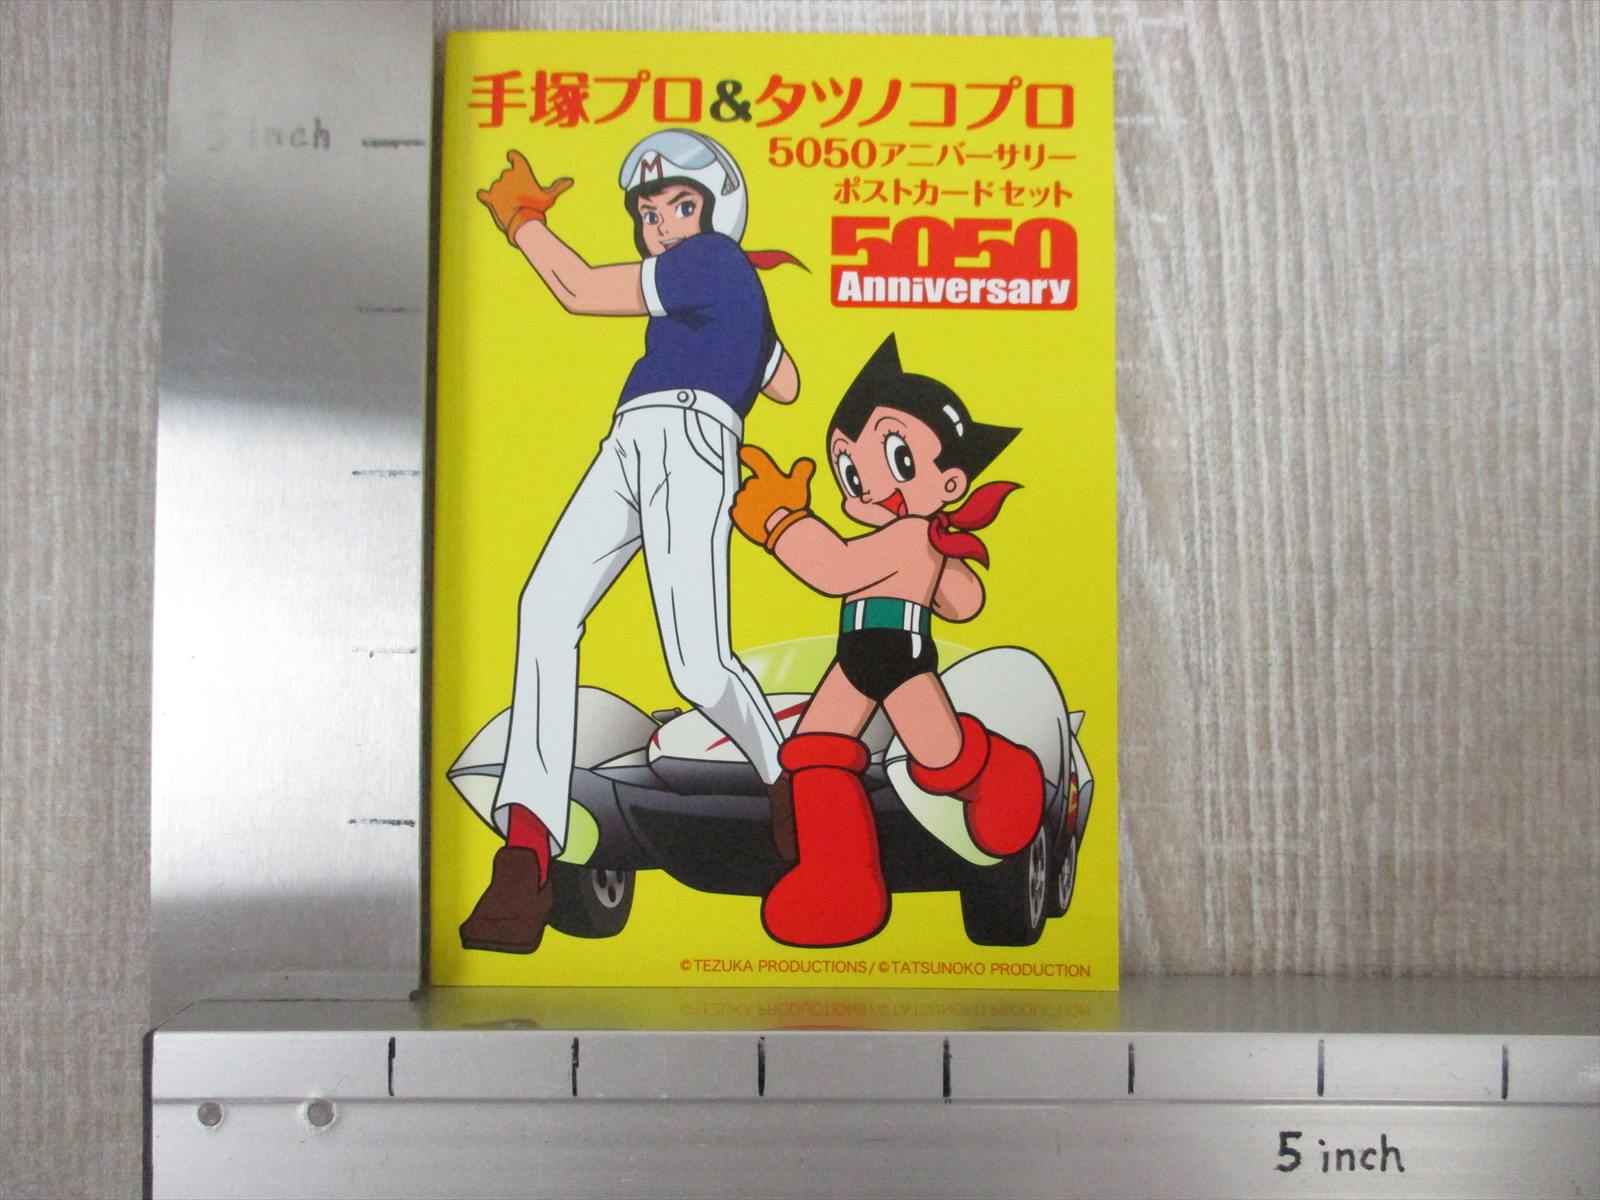 手塚プロ&タツノコプロ
5050アニバーサリー
ポストカードセット
5050
Anniversary
M
©TEZUKA PRODUCTIONS/©TATSUNOKO PRODUCTION
5 inch
5 inch